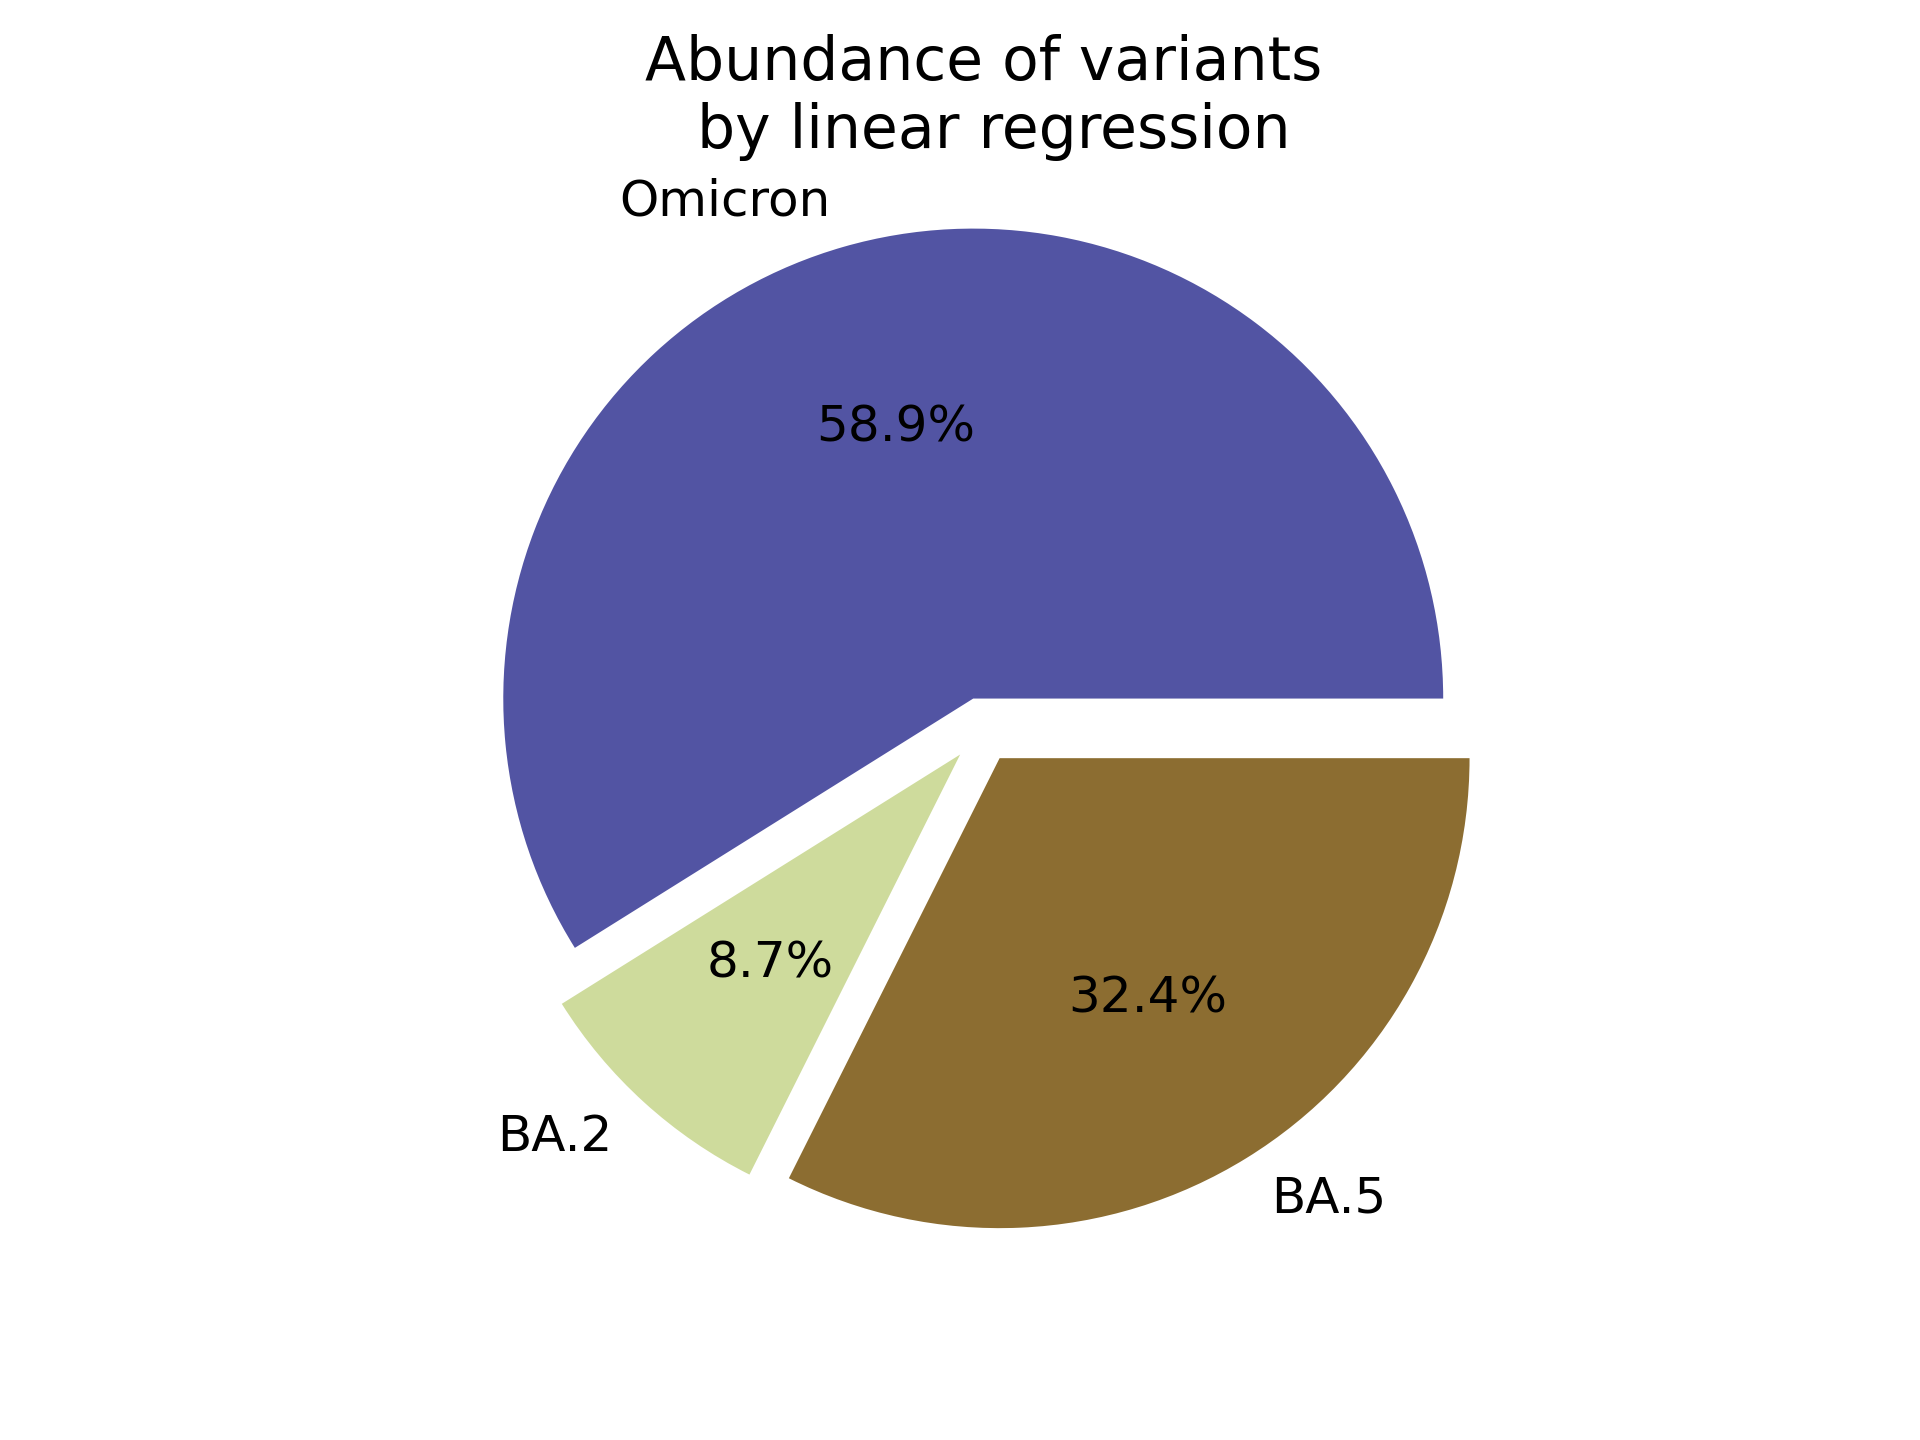 Abundance of variants
by linear regression
Omicron
58.9%
8.7%
32.4%
BA.2
BA.5